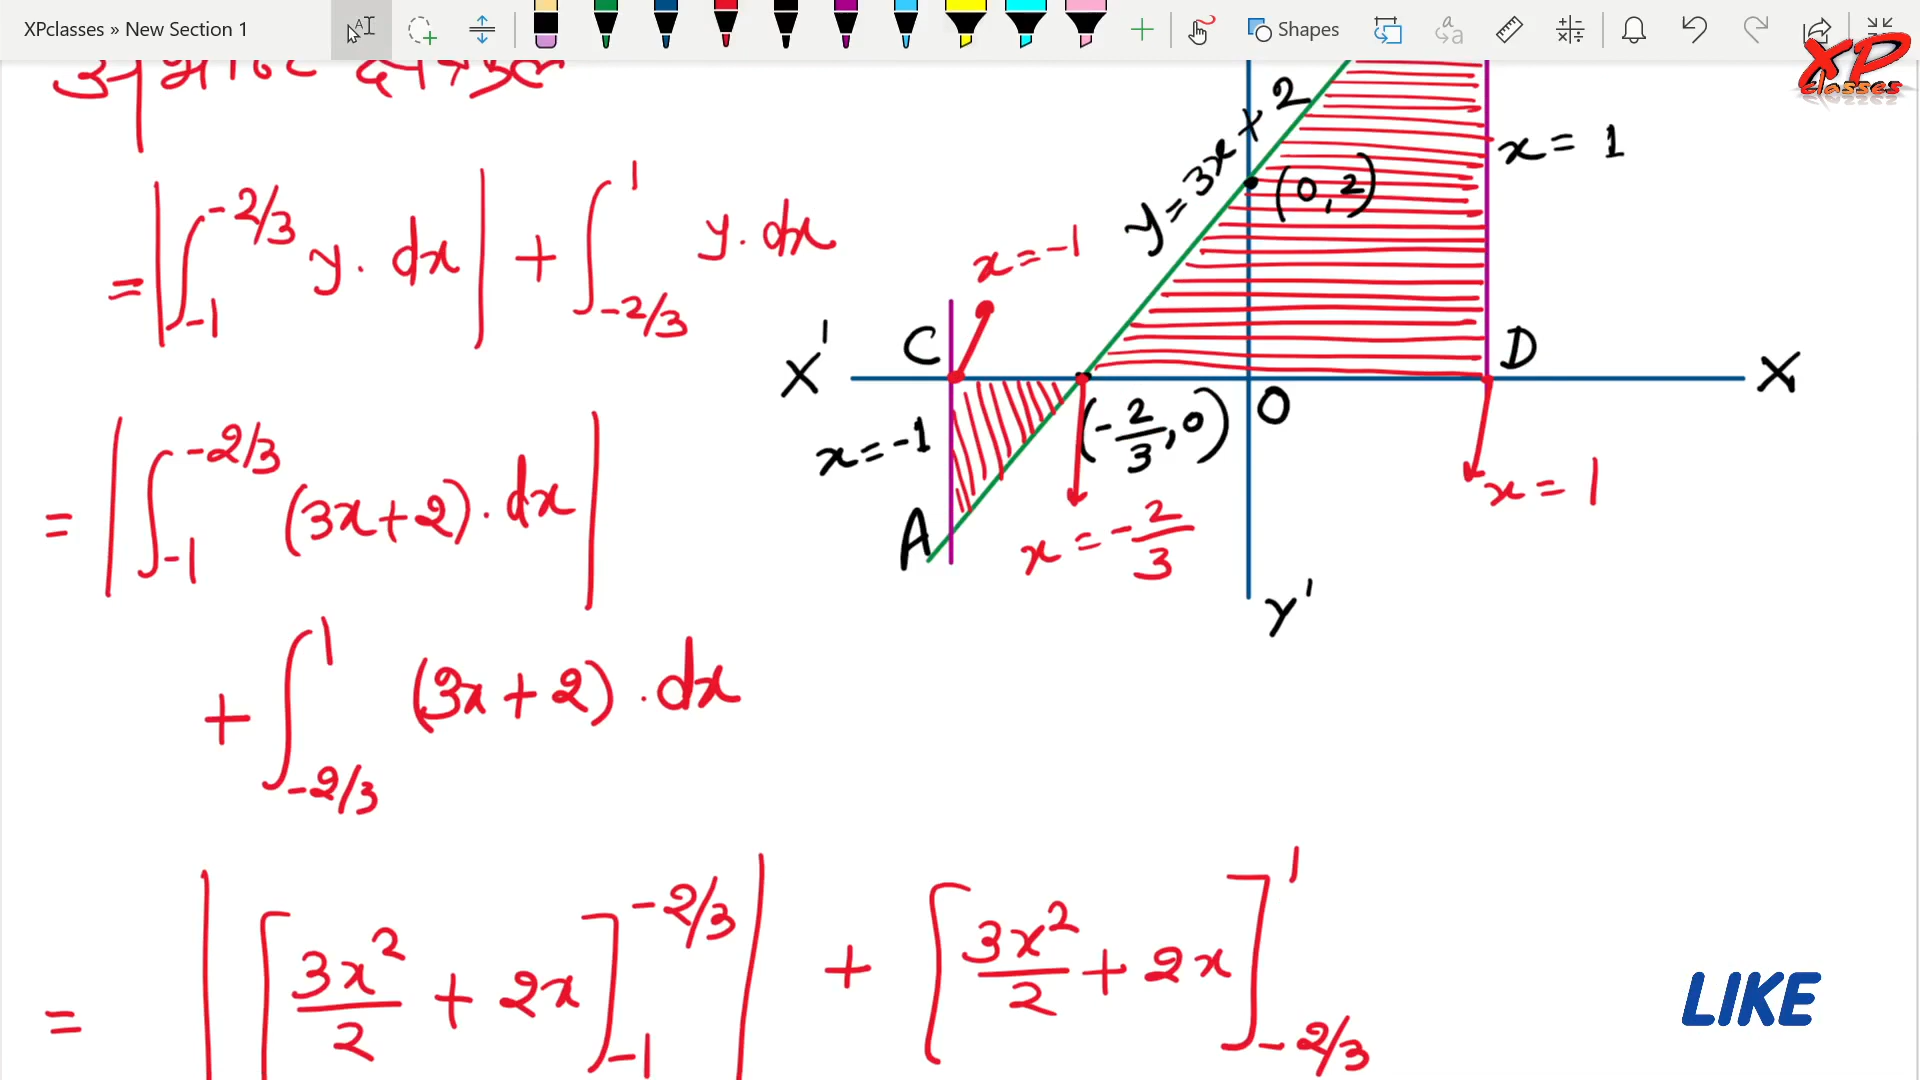 XPclasses » New Section 1
Shapes
XP
classes
= |∫_{-1}^{-2/3} y. dx| + ∫_{-2/3}^{1} y. dx
= |∫_{-1}^{-2/3} (3x+2). dx|
+ ∫_{-2/3}^{1} (3x+2). dx
= |[3x²/2 + 2x]_{-1}^{-2/3}| + [3x²/2 + 2x]_{-2/3}^{1}
y = 3x + 2
(0,2)
x = 1
x = -1
C
D
X'
X
x = -1
(-2/3, 0)
O
x = 1
A
x = -2/3
Y'
LIKE